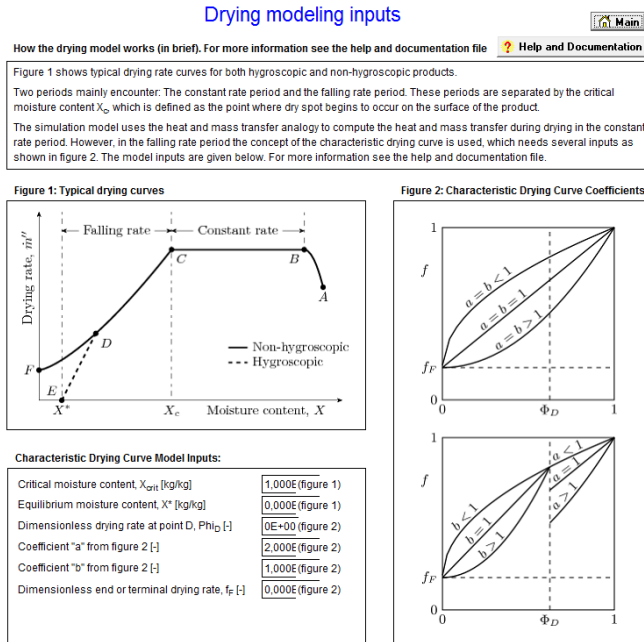 Drying modeling inputs
Main
How the drying model works (in brief). For more information see the help and documentation file
? Help and Documentation
Figure 1 shows typical drying rate curves for both hygroscopic and non-hygroscopic products.
Two periods mainly encounter: The constant rate period and the falling rate period. These periods are separated by the critical
moisture content Xc, which is defined as the point where dry spot begins to occur on the surface of the product.
The simulation model uses the heat and mass transfer analogy to compute the heat and mass transfer during drying in the constant
rate period. However, in the falling rate period the concept of the characteristic drying curve is used, which needs several inputs as
shown in figure 2. The model inputs are given below. For more information see the help and documentation file.
Figure 1: Typical drying curves
Drying rate, ṁ″
Falling rate
Constant rate
C
B
A
D
F
E
Non-hygroscopic
Hygroscopic
X*
Xc
Moisture content, X
Figure 2: Characteristic Drying Curve Coefficients
1
f
a = b < 1
a = b = 1
a = b > 1
fF
0
0
ΦD
1
1
f
a < 1
a = 1
a > 1
b < 1
b = 1
b > 1
fF
0
0
ΦD
1
Characteristic Drying Curve Model Inputs:
Critical moisture content, Xcrit [kg/kg] 1,000E (figure 1)
Equilibrium moisture content, X* [kg/kg] 0,000E (figure 1)
Dimensionless drying rate at point D, PhiD [-] 0E+00 (figure 2)
Coefficient "a" from figure 2 [-] 2,000E (figure 2)
Coefficient "b" from figure 2 [-] 1,000E (figure 2)
Dimensionless end or terminal drying rate, fF [-] 0,000E (figure 2)